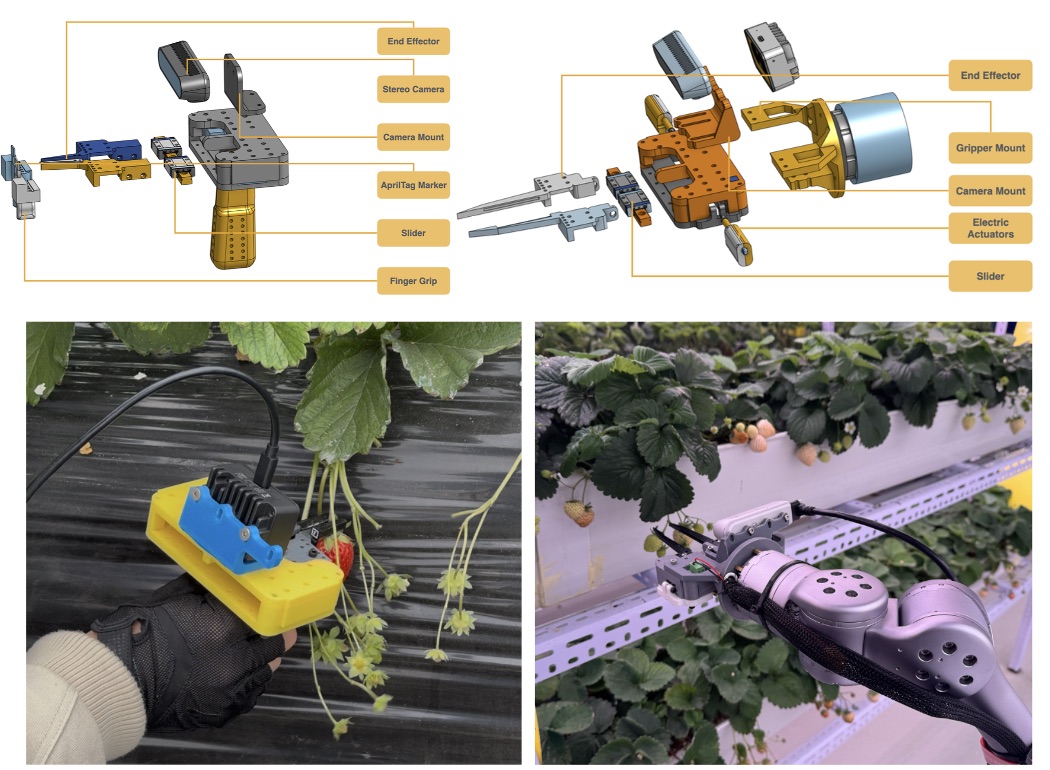 End Effector
Stereo Camera
Camera Mount
AprilTag Marker
Slider
Finger Grip
End Effector
Gripper Mount
Camera Mount
Electric
Actuators
Slider